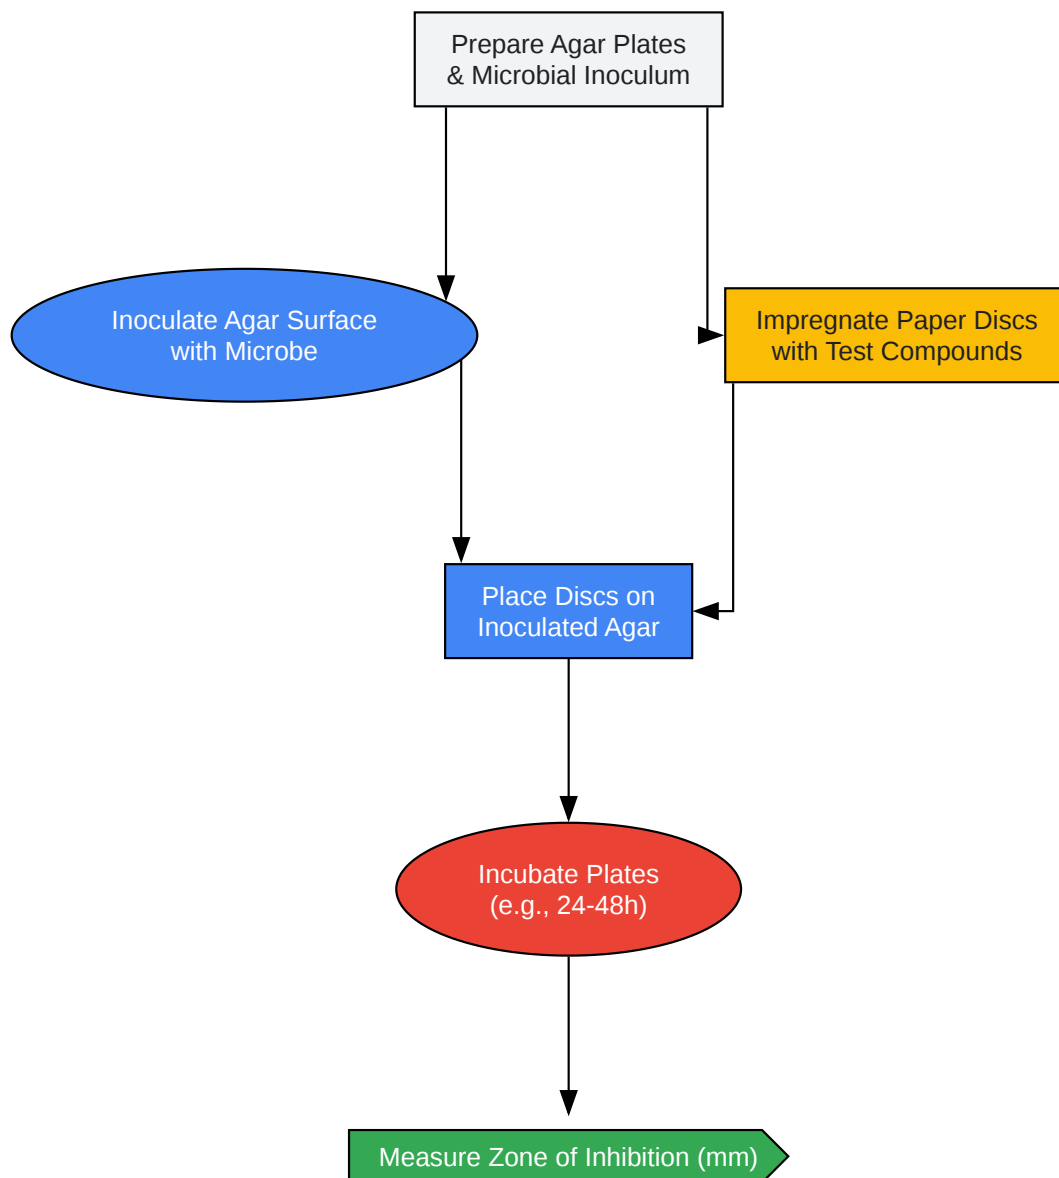 Prepare Agar Plates
& Microbial Inoculum
Inoculate Agar Surface
with Microbe
Impregnate Paper Discs
with Test Compounds
Place Discs on
Inoculated Agar
Incubate Plates
(e.g., 24-48h)
Measure Zone of Inhibition (mm)